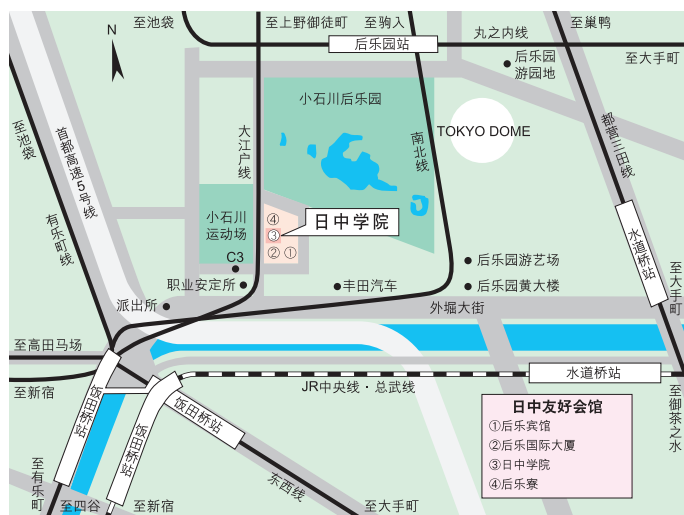 至池袋
至上野御徒町
至驹入
丸之内线
至巢鸭
N
后乐园站
后乐园
游园地
至大手町
小石川后乐园
至池袋
首都高速5号线
大江户线
南北线
TOKYO DOME
都营三田线
有乐町线
小石川
运动场
④
③
② ①
日中学院
水道桥站
C3
职业安定所
丰田汽车
后乐园游艺场
后乐园黄大楼
至大手町
派出所
外堀大街
至高田马场
至新宿
饭田桥站
饭田桥站
饭田桥站
JR中央线·总武线
水道桥站
至御茶之水
东西线
至有乐町
至四谷
至新宿
至大手町
日中友好会馆
①后乐宾馆
②后乐国际大厦
③日中学院
④后乐寮